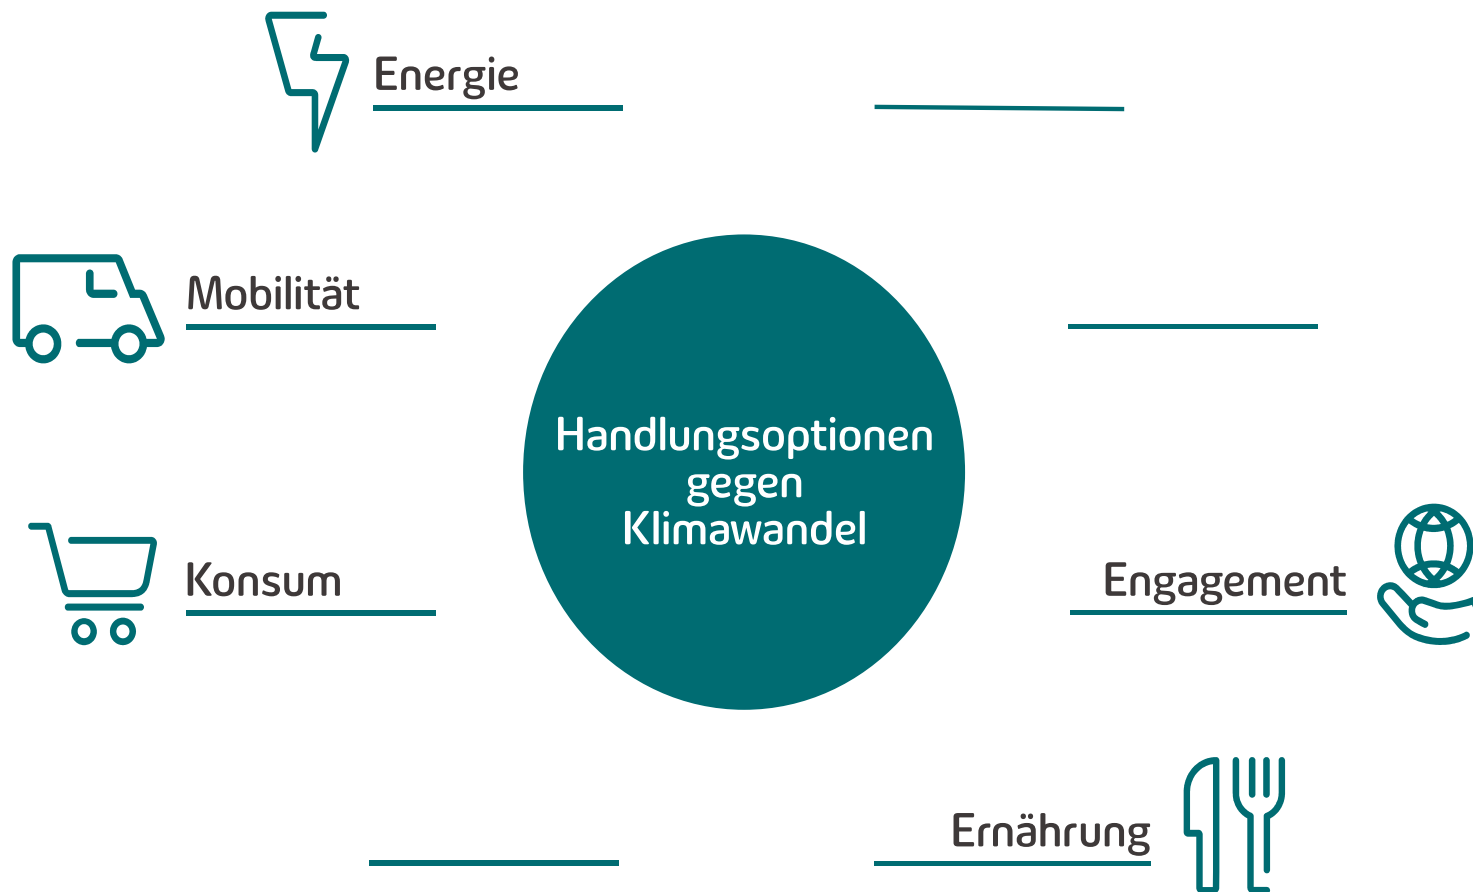 Energie
Mobilität
Handlungsoptionen
gegen
Klimawandel
Konsum
Engagement
Ernährung